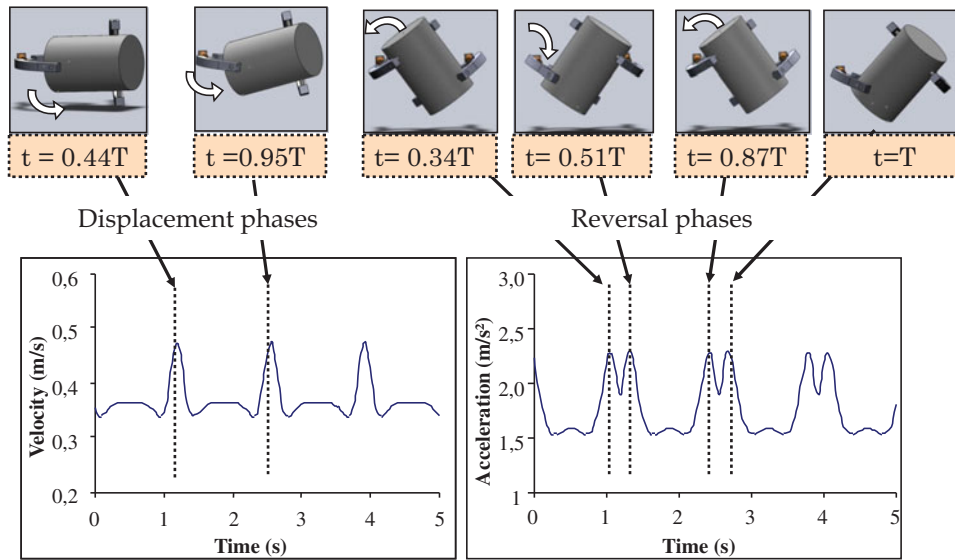 t = 0.44T
t =0.95T
t= 0.34T
t= 0.51T
t= 0.87T
t=T
Displacement phases
Reversal phases
Velocity (m/s)
0,6
0,5
0,4
0,3
0,2
0 1 2 3 4 5
Time (s)
Acceleration (m/s²)
3,0
2,5
2,0
1,5
1
0 1 2 3 4 5
Time (s)